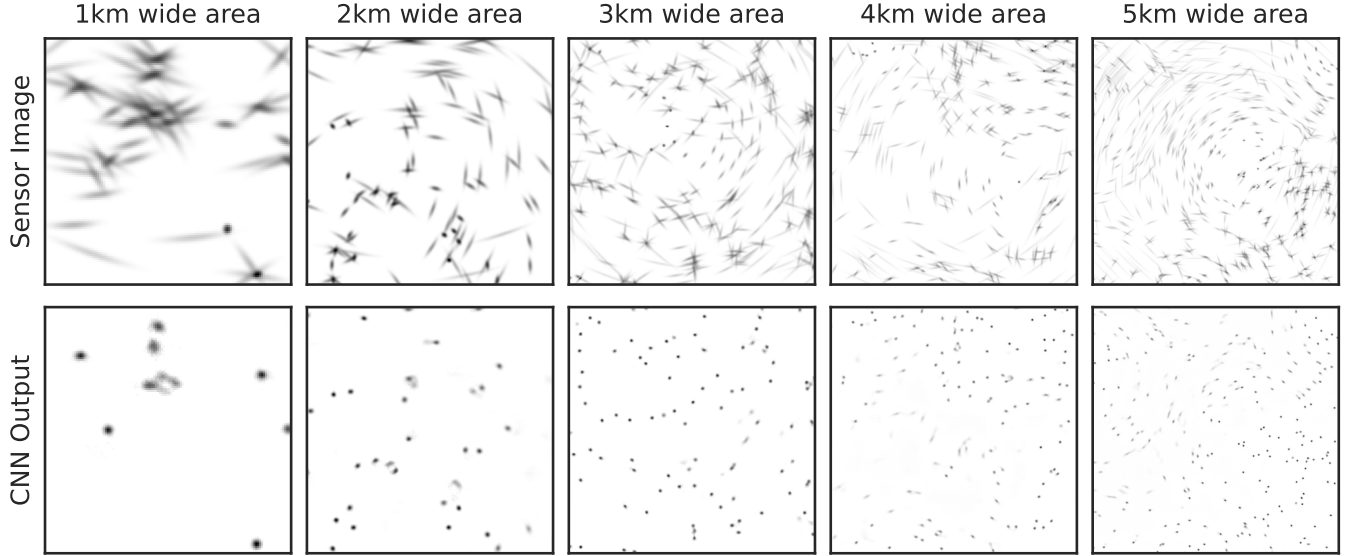 1km wide area
2km wide area
3km wide area
4km wide area
5km wide area
Sensor Image
CNN Output